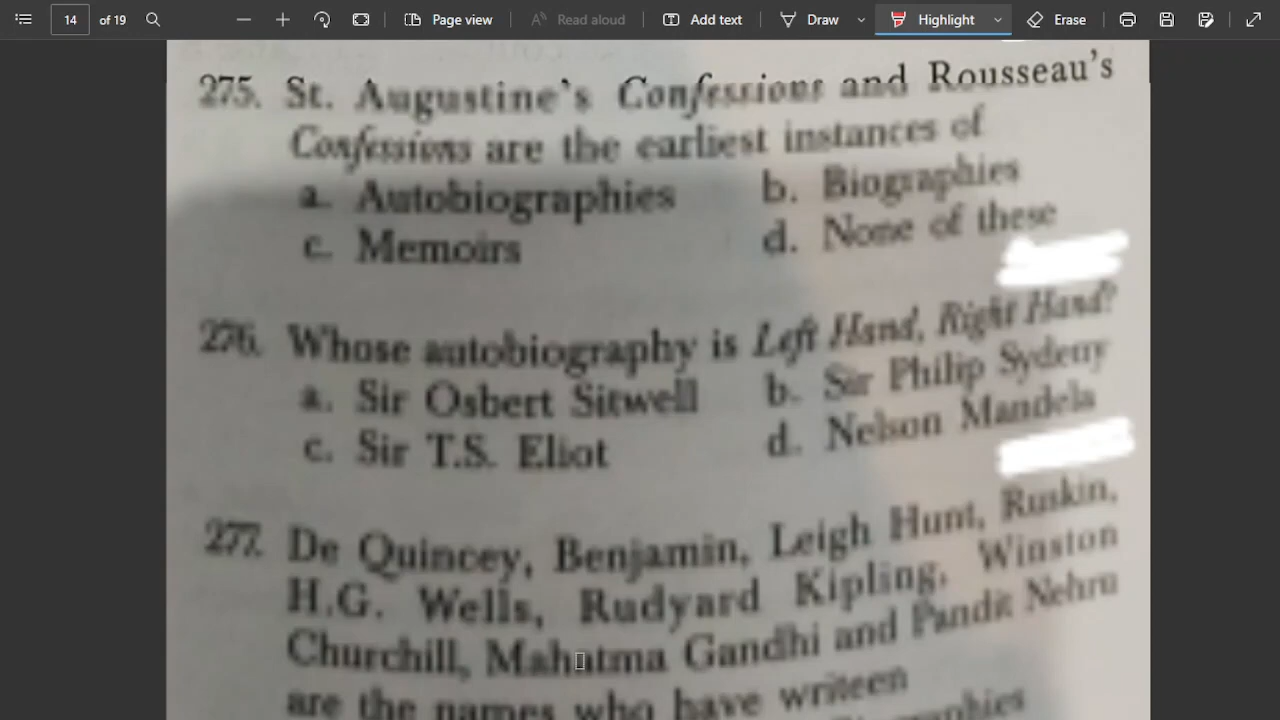 14 of 19 Page view Read aloud Add text Draw Highlight Erase
275. St. Augustine's Confessions and Rousseau's
Confessions are the earliest instances of
a. Autobiographies b. Biographies
c. Memoirs d. None of these
276. Whose autobiography is Left Hand, Right Hand?
a. Sir Osbert Sitwell b. Sir Philip Sydeny
c. Sir T.S. Eliot d. Nelson Mandela
277. De Quincey, Benjamin, Leigh Hunt, Ruskin,
H.G. Wells, Rudyard Kipling, Winston
Churchill, Mahatma Gandhi and Pandit Nehru
are the names who have writeen